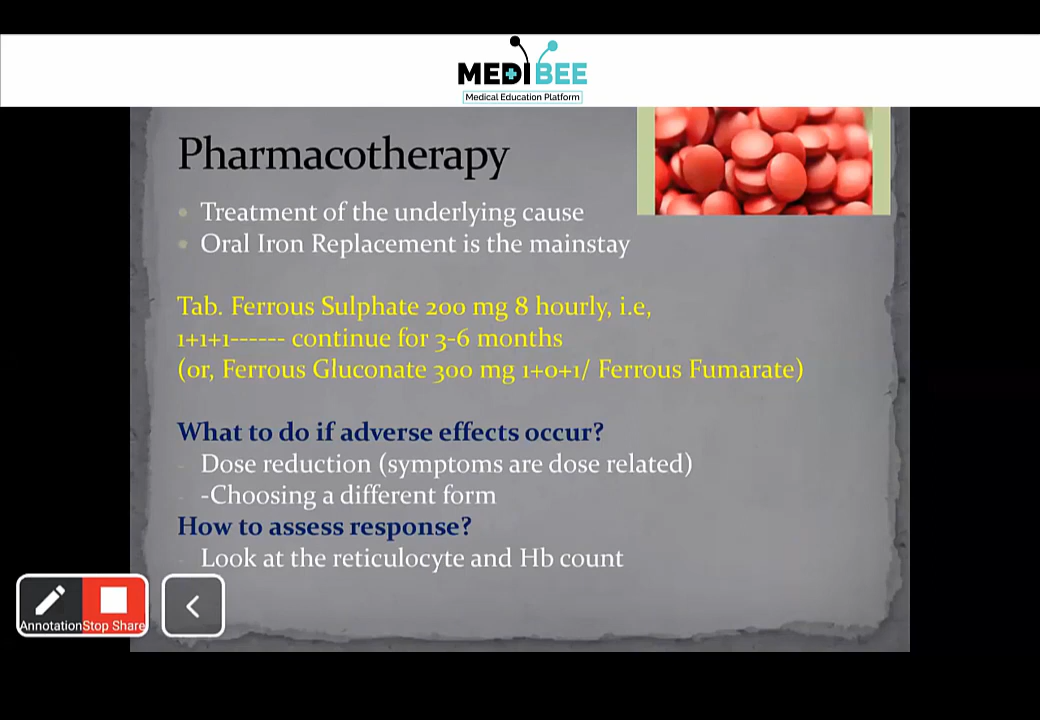 MEDIBEE
Medical Education Platform
Pharmacotherapy
Treatment of the underlying cause
Oral Iron Replacement is the mainstay
Tab. Ferrous Sulphate 200 mg 8 hourly, i.e,
1+1+1------ continue for 3-6 months
(or, Ferrous Gluconate 300 mg 1+0+1/ Ferrous Fumarate)
What to do if adverse effects occur?
- Dose reduction (symptoms are dose related)
- -Choosing a different form
How to assess response?
- Look at the reticulocyte and Hb count
Annotation Stop Share